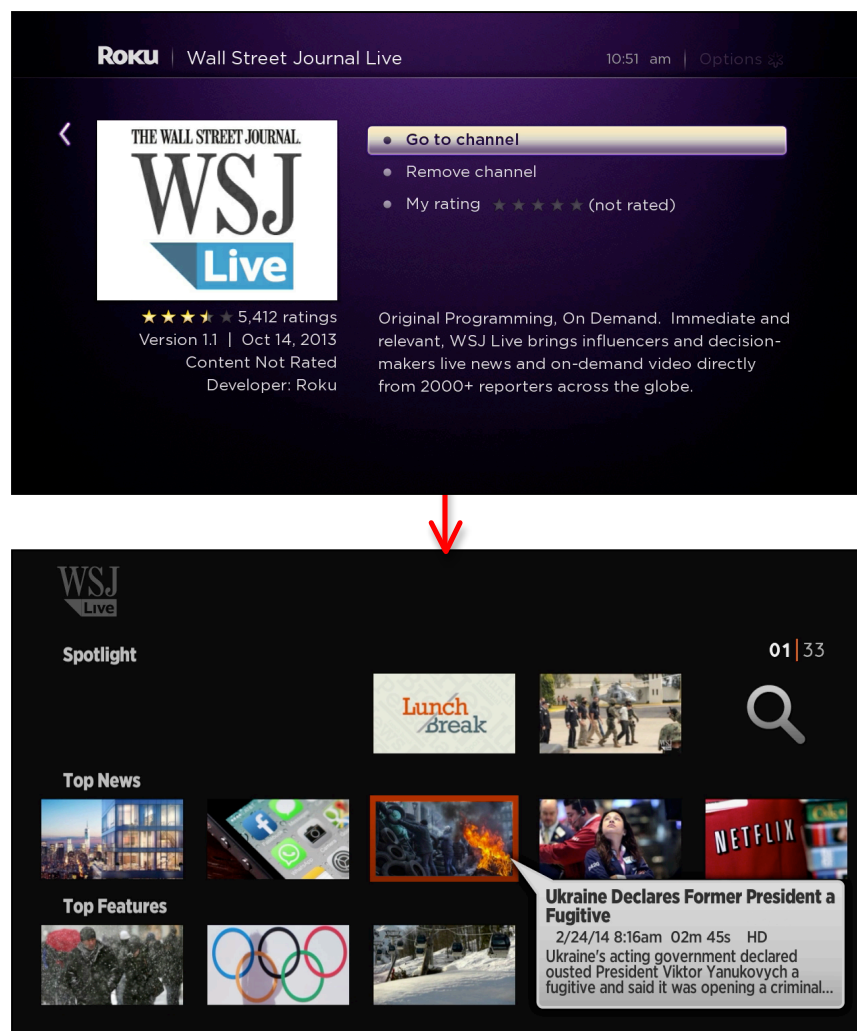 Roku | Wall Street Journal Live
10:51 am | Options
THE WALL STREET JOURNAL.
WSJ
Live
Go to channel
Remove channel
My rating ★ ★ ★ ★ ★ (not rated)
5,412 ratings
Version 1.1 | Oct 14, 2013
Content Not Rated
Developer: Roku
Original Programming, On Demand. Immediate and
relevant, WSJ Live brings influencers and decision-
makers live news and on-demand video directly
from 2000+ reporters across the globe.
WSJ
Live
Spotlight
01 | 33
Lunch
Break
WSJ
Top News
NETFLIX
Top Features
Ukraine Declares Former President a
Fugitive
2/24/14 8:16am 02m 45s HD
Ukraine's acting government declared
ousted President Viktor Yanukovych a
fugitive and said it was opening a criminal...